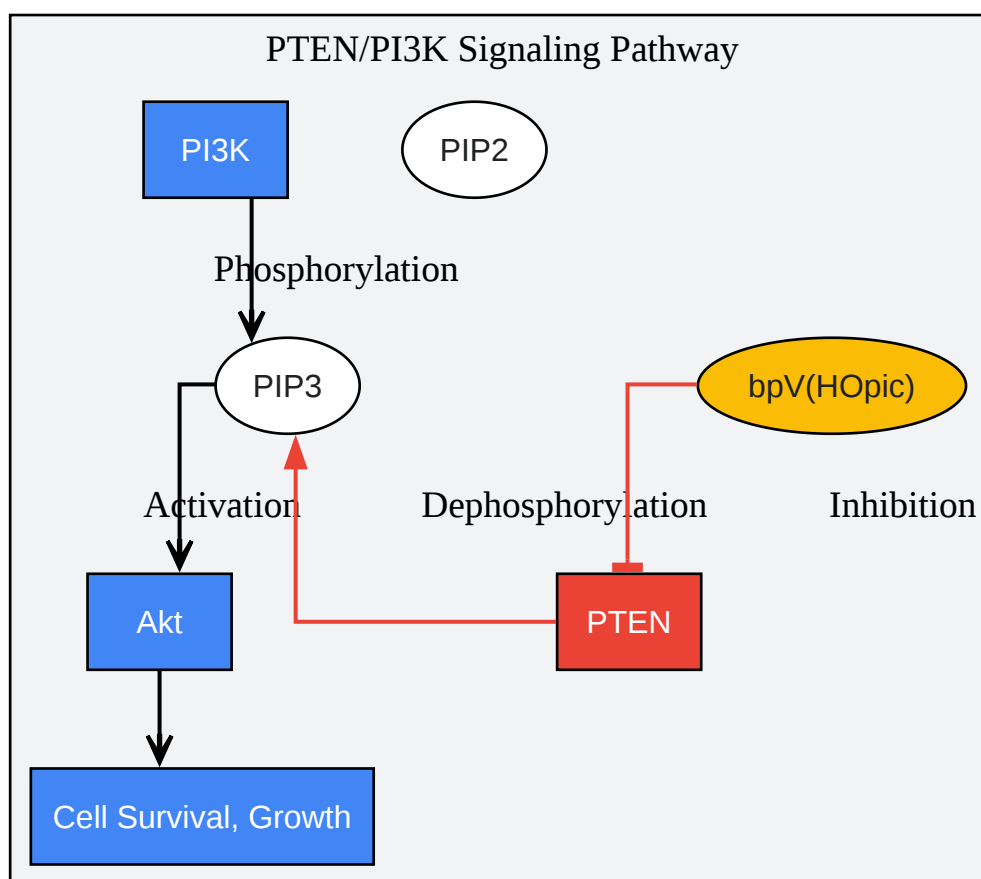 PTEN/PI3K Signaling Pathway
PI3K
PIP2
Phosphorylation
PIP3
bpV(HOpic)
Activation
Dephosphorylation
Inhibition
Akt
PTEN
Cell Survival, Growth